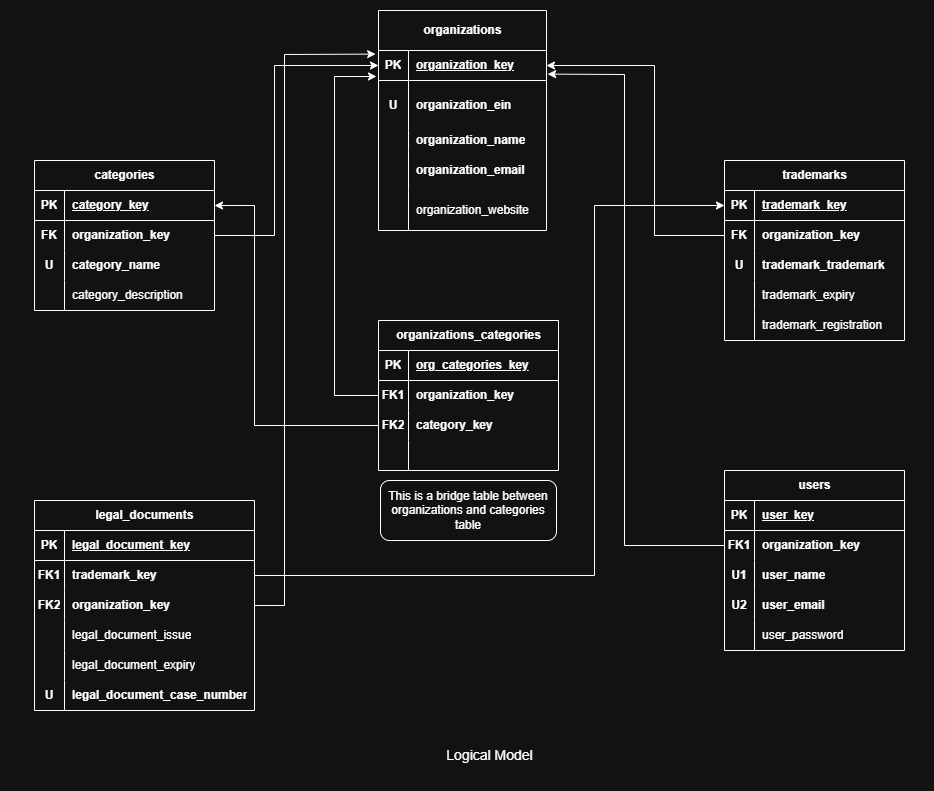 organizations
PK organization_key
U organization_ein
organization_name
organization_email
organization_website
categories
PK category_key
FK organization_key
U category_name
category_description
trademarks
PK trademark_key
FK organization_key
U trademark_trademark
trademark_expiry
trademark_registration
organizations_categories
PK org_categories_key
FK1 organization_key
FK2 category_key
This is a bridge table between
organizations and categories
table
legal_documents
PK legal_document_key
FK1 trademark_key
FK2 organization_key
legal_document_issue
legal_document_expiry
U legal_document_case_number
users
PK user_key
FK1 organization_key
U1 user_name
U2 user_email
user_password
Logical Model